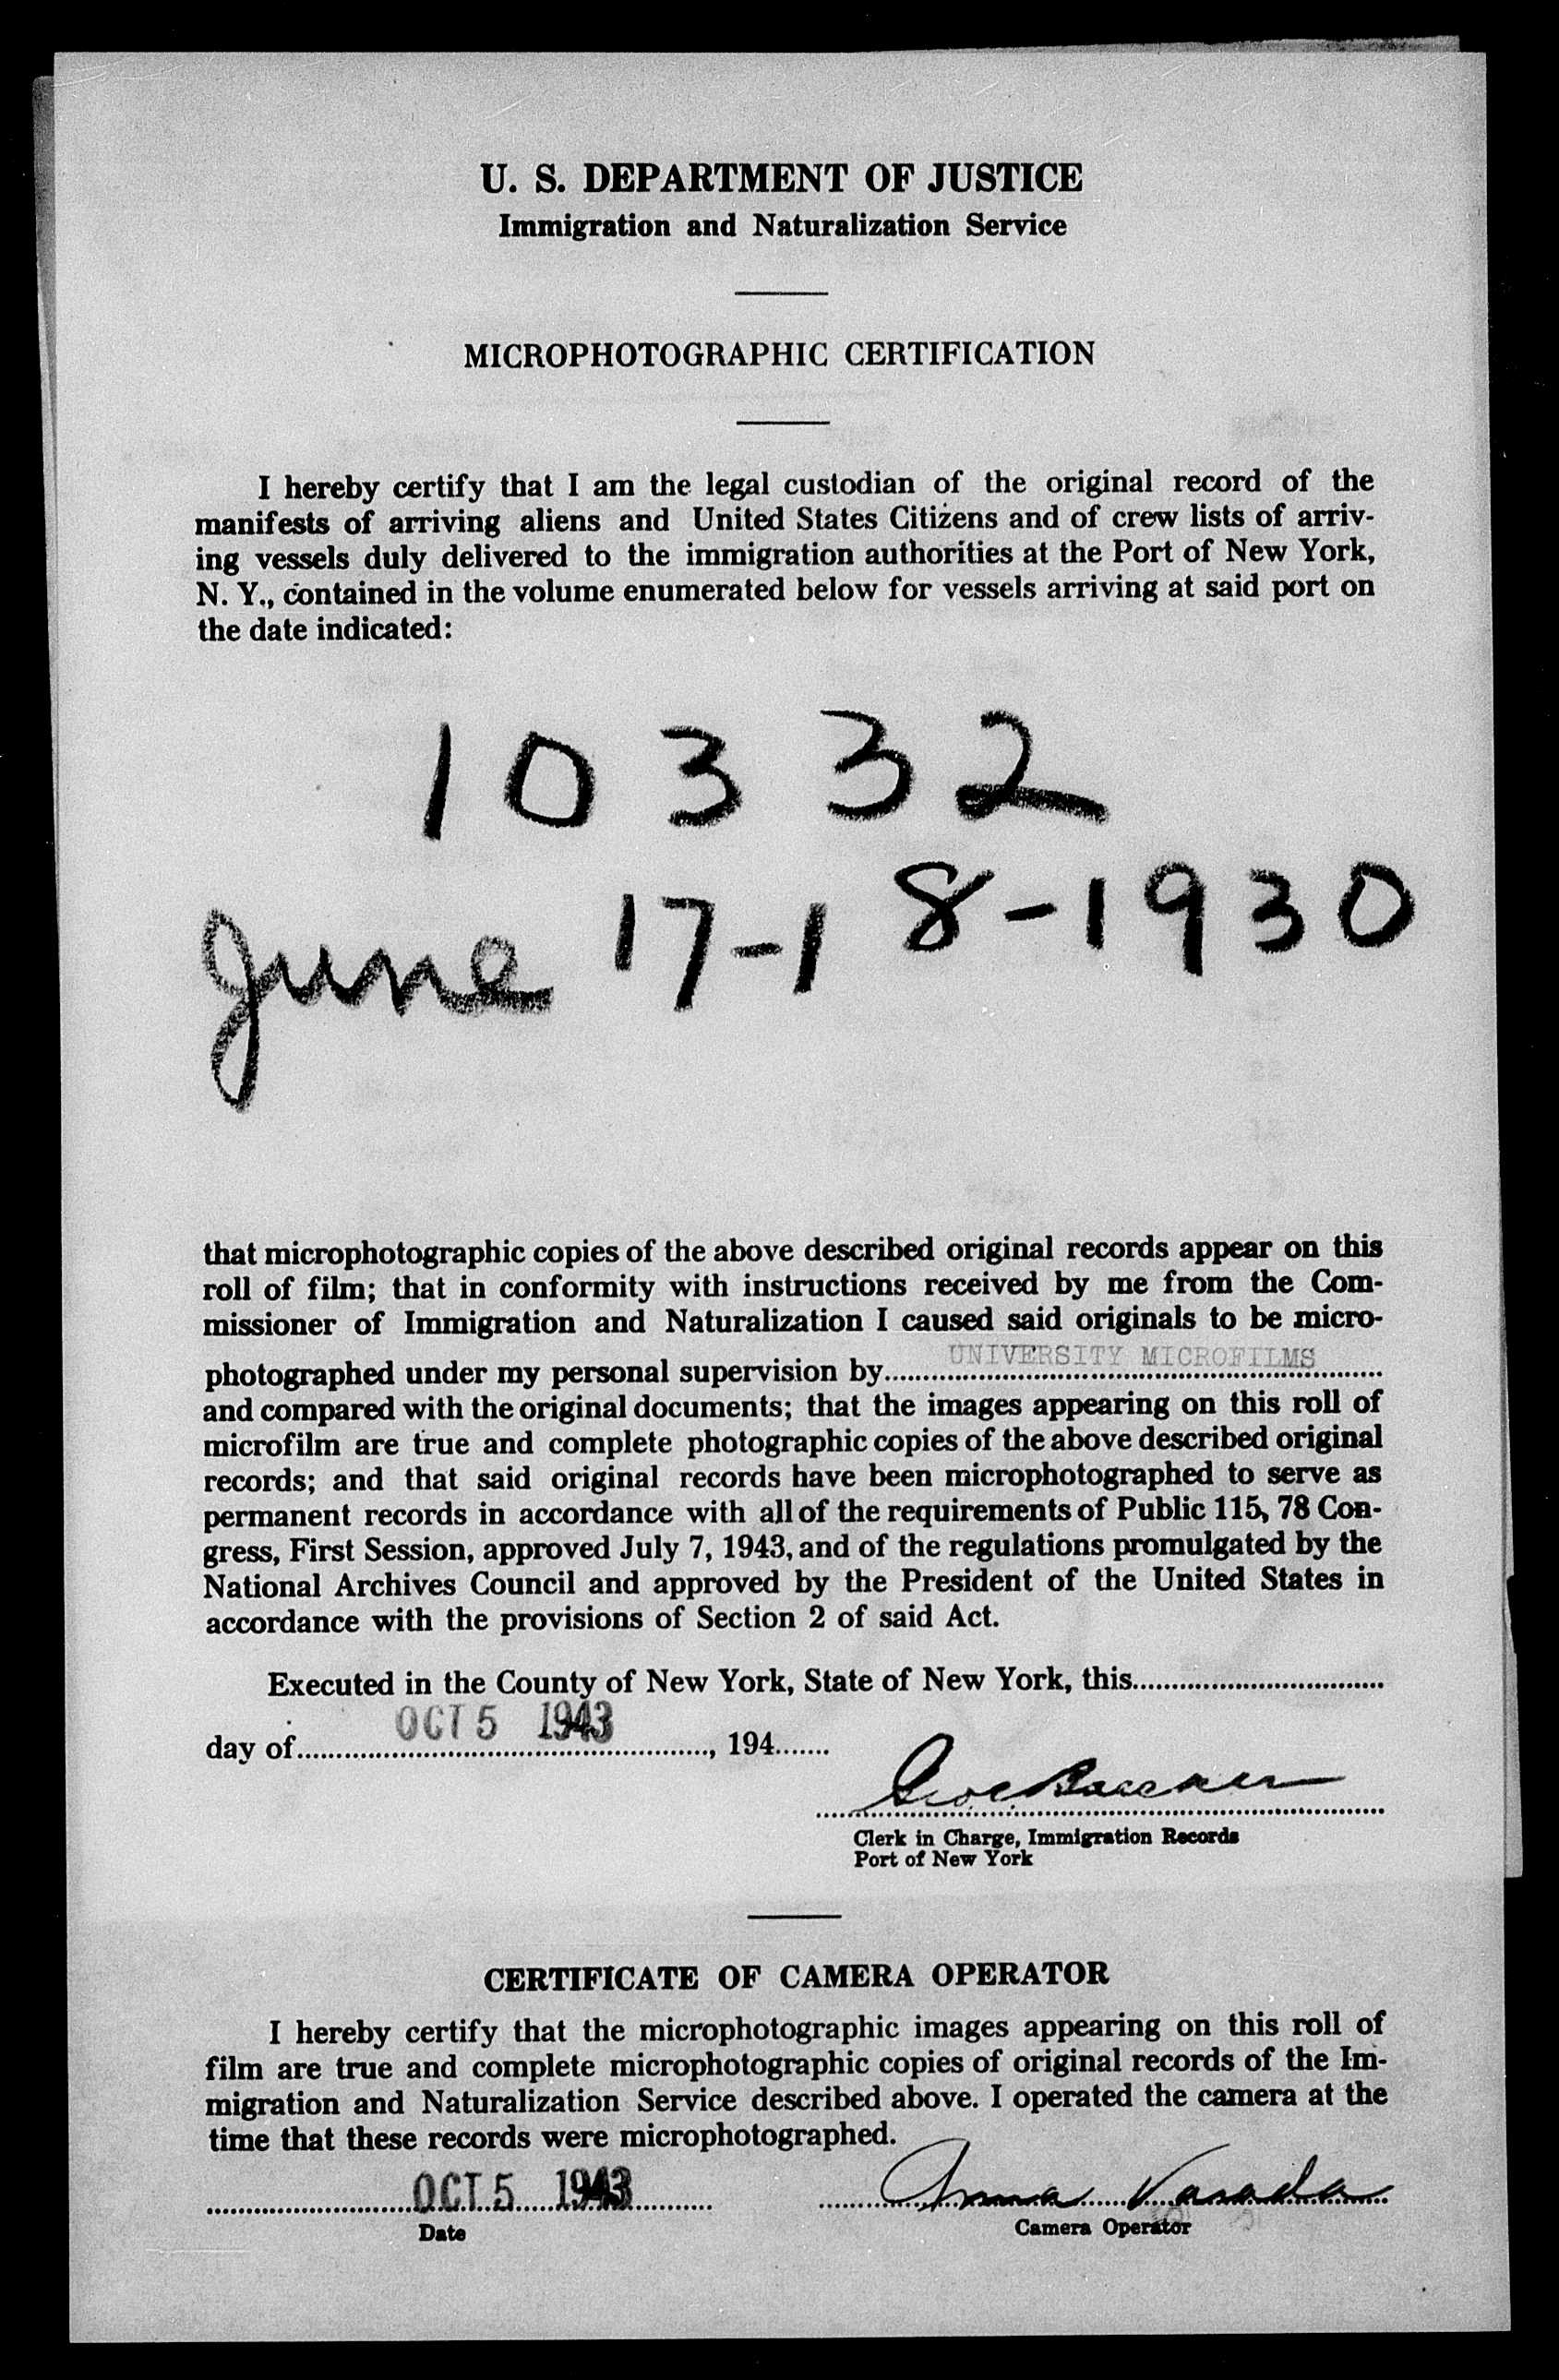 U. S. DEPARTMENT OF JUSTICE
Immigration and Naturalization Service
MICROPHOTOGRAPHIC CERTIFICATION
I hereby certify that I am the legal custodian of the original record of the
manifests of arriving aliens and United States Citizens and of crew lists of arriv-
ing vessels duly delivered to the immigration authorities at the Port of New York,
N. Y., contained in the volume enumerated below for vessels arriving at said port on
the date indicated:
10332
June 17-18-1930
that microphotographic copies of the above described original records appear on this
roll of film; that in conformity with instructions received by me from the Com-
missioner of Immigration and Naturalization I caused said originals to be micro-
photographed under my personal supervision by UNIVERSITY MICROFILMS
and compared with the original documents; that the images appearing on this roll of
microfilm are true and complete photographic copies of the above described original
records; and that said original records have been microphotographed to serve as
permanent records in accordance with all of the requirements of Public 115, 78 Con-
gress, First Session, approved July 7, 1943, and of the regulations promulgated by the
National Archives Council and approved by the President of the United States in
accordance with the provisions of Section 2 of said Act.
Executed in the County of New York, State of New York, this
day of OCT 5 1943, 194
Clerk in Charge, Immigration Records
Port of New York
CERTIFICATE OF CAMERA OPERATOR
I hereby certify that the microphotographic images appearing on this roll of
film are true and complete microphotographic copies of original records of the Im-
migration and Naturalization Service described above. I operated the camera at the
time that these records were microphotographed.
OCT 5 1943 Anna
Date Camera Operator